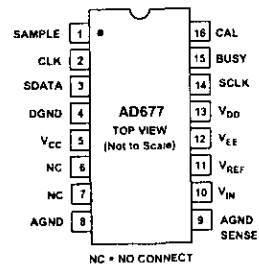 SAMPLE 1 16 CAL
CLK 2 15 BUSY
SDATA 3 14 SCLK
DGND 4 AD677 13 VDD
VCC 5 TOP VIEW 12 VEE
(Not to Scale)
NC 6 11 VREF
NC 7 10 VIN
AGND 8 9 AGND
SENSE
NC = NO CONNECT